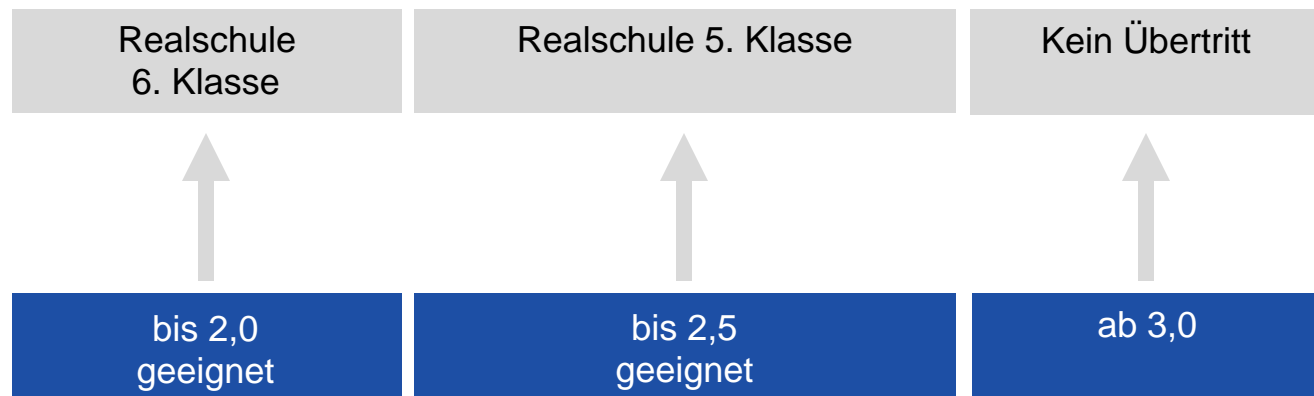 Realschule
6. Klasse
Realschule 5. Klasse
Kein Übertritt
bis 2,0
geeignet
bis 2,5
geeignet
ab 3,0